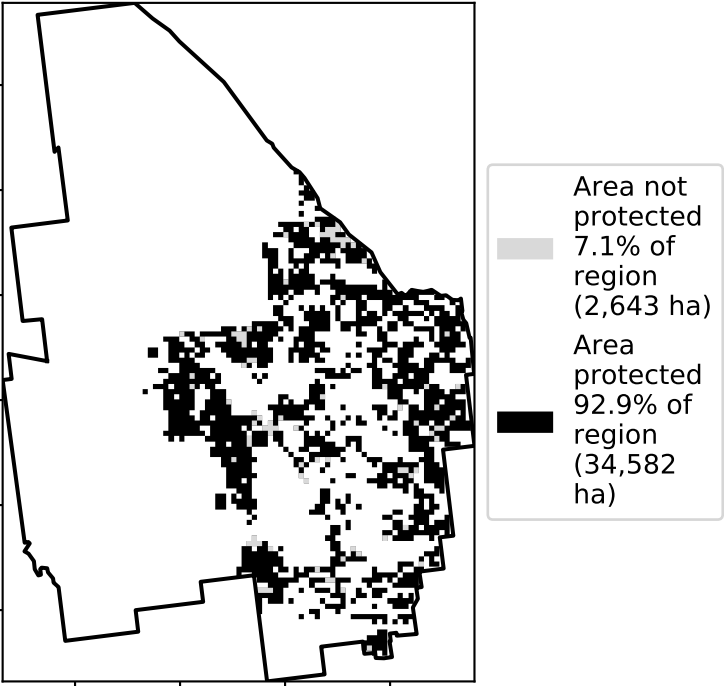 Area not
protected
7.1% of
region
(2,643 ha)
Area
protected
92.9% of
region
(34,582
ha)